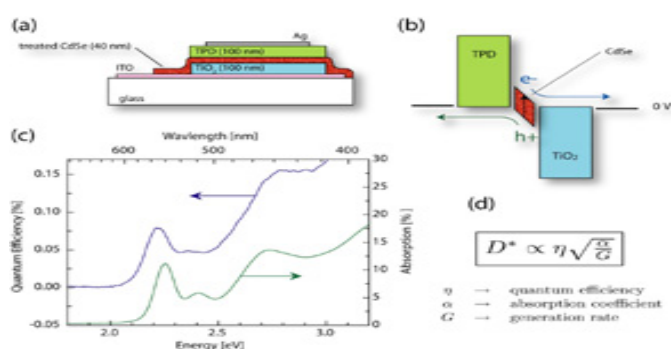 (a)
Ag
treated CdSe (40 nm)
TPD (100 nm)
ITO
TiO₂ (100 nm)
glass
(b)
CdSe
TPD
e-
0 V
h+
TiO₂
(c)
Wavlength [nm]
600
500
400
Quantum Efficiency [%]
0.15
0.10
0.05
0.00
-0.05
30
25
20
15
10
5
0
Absorption [%]
2.0
2.5
3.0
Energy [eV]
(d)
D* ∝ η√(α/G)
η → quantum efficiency
α → absorption coefficient
G → generation rate